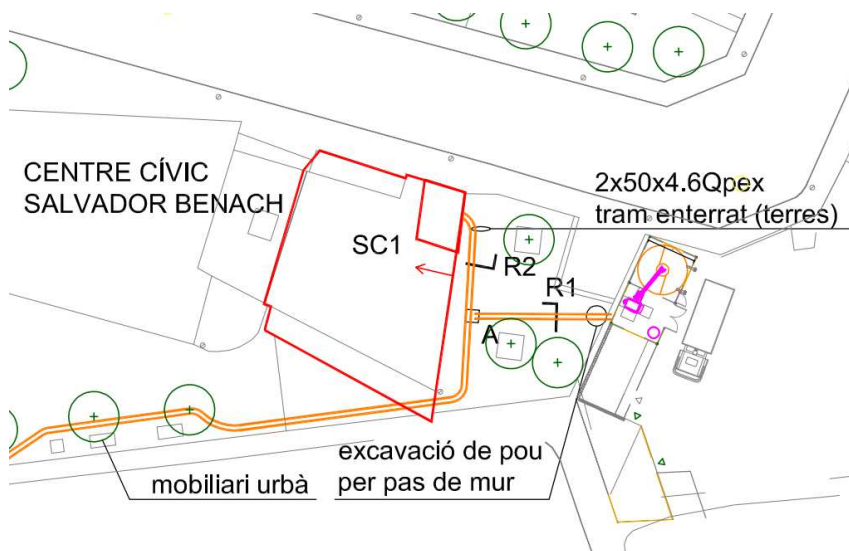 CENTRE CÍVIC
SALVADOR BENACH
2x50x4.6Qpex
tram enterrat (terres)
SC1
R2
R1
A
excavació de pou
per pas de mur
mobiliari urbà